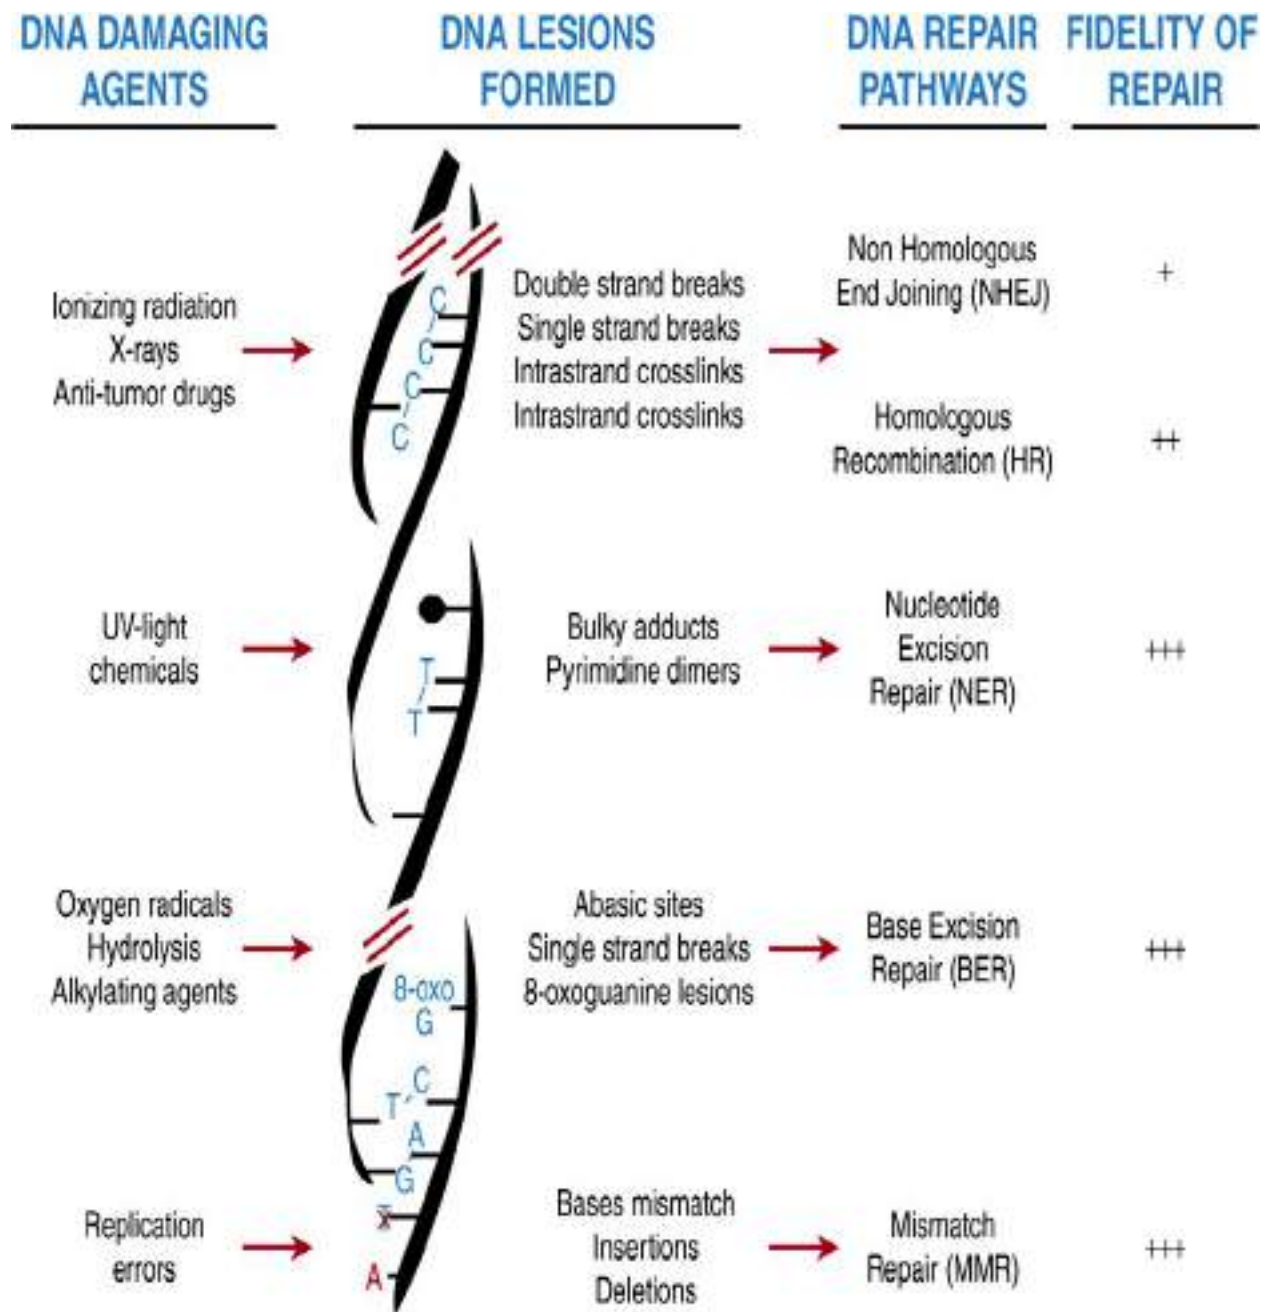 DNA DAMAGING
AGENTS
DNA LESIONS
FORMED
DNA REPAIR
PATHWAYS
FIDELITY OF
REPAIR
Ionizing radiation
X-rays
Anti-tumor drugs
C
C
C
C
Double strand breaks
Single strand breaks
Intrastrand crosslinks
Intrastrand crosslinks
Non Homologous
End Joining (NHEJ)
+
Homologous
Recombination (HR)
++
UV-light
chemicals
T
T
Bulky adducts
Pyrimidine dimers
Nucleotide
Excision
Repair (NER)
+++
Oxygen radicals
Hydrolysis
Alkylating agents
8-oxo
G
C
T
A
G
Abasic sites
Single strand breaks
8-oxoguanine lesions
Base Excision
Repair (BER)
+++
Replication
errors
A
Bases mismatch
Insertions
Deletions
Mismatch
Repair (MMR)
+++